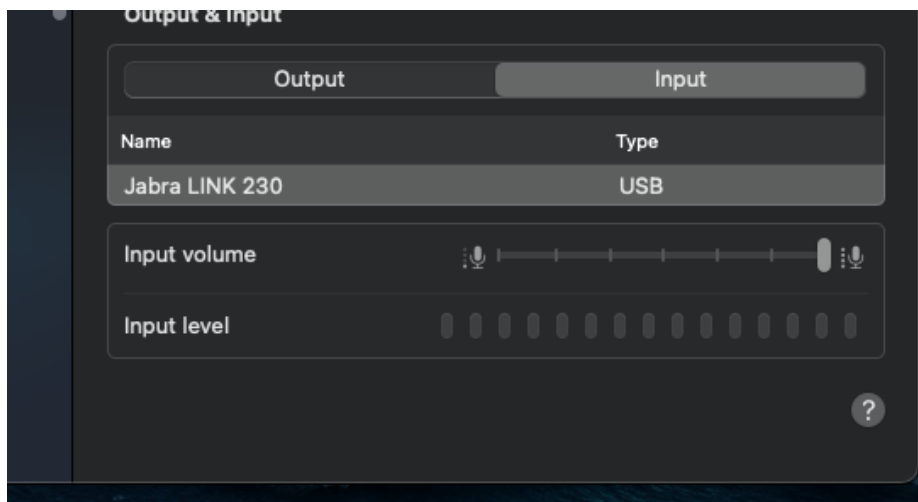 Output & Input
Output Input
Name Type
Jabra LINK 230 USB
Input volume
Input level
?